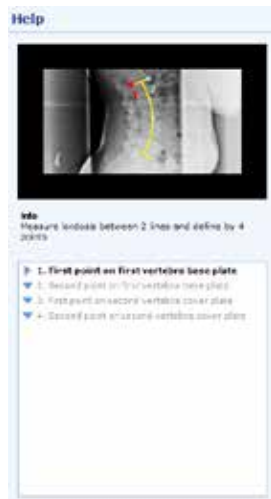 Help
Info
Measure lordosis between 2 lines and define by 4
points
1. First point on first vertebra base plate
2. Second point on first vertebra base plate
3. First point on second vertebra cover plate
4. Second point on second vertebra cover plate